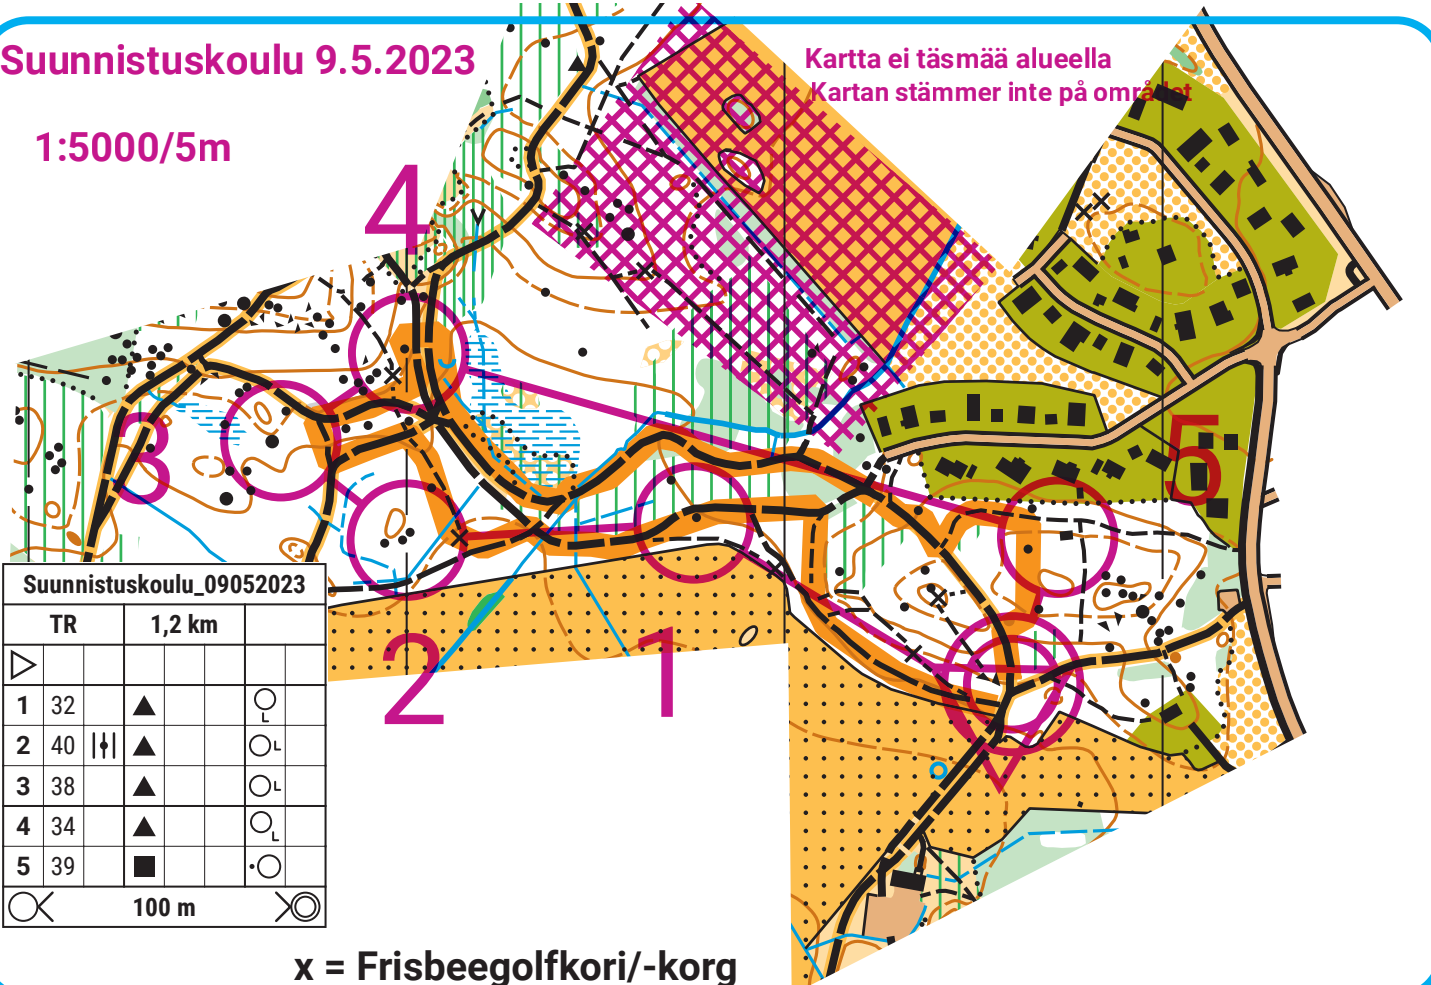 Suunnistuskoulu 9.5.2023
Kartta ei täsmää alueella
Kartan stämmer inte på området
1:5000/5m
4
3
5
2
1
Suunnistuskoulu_09052023
TR 1,2 km
1 32
2 40
3 38
4 34
5 39
100 m
x = Frisbeegolfkori/-korg